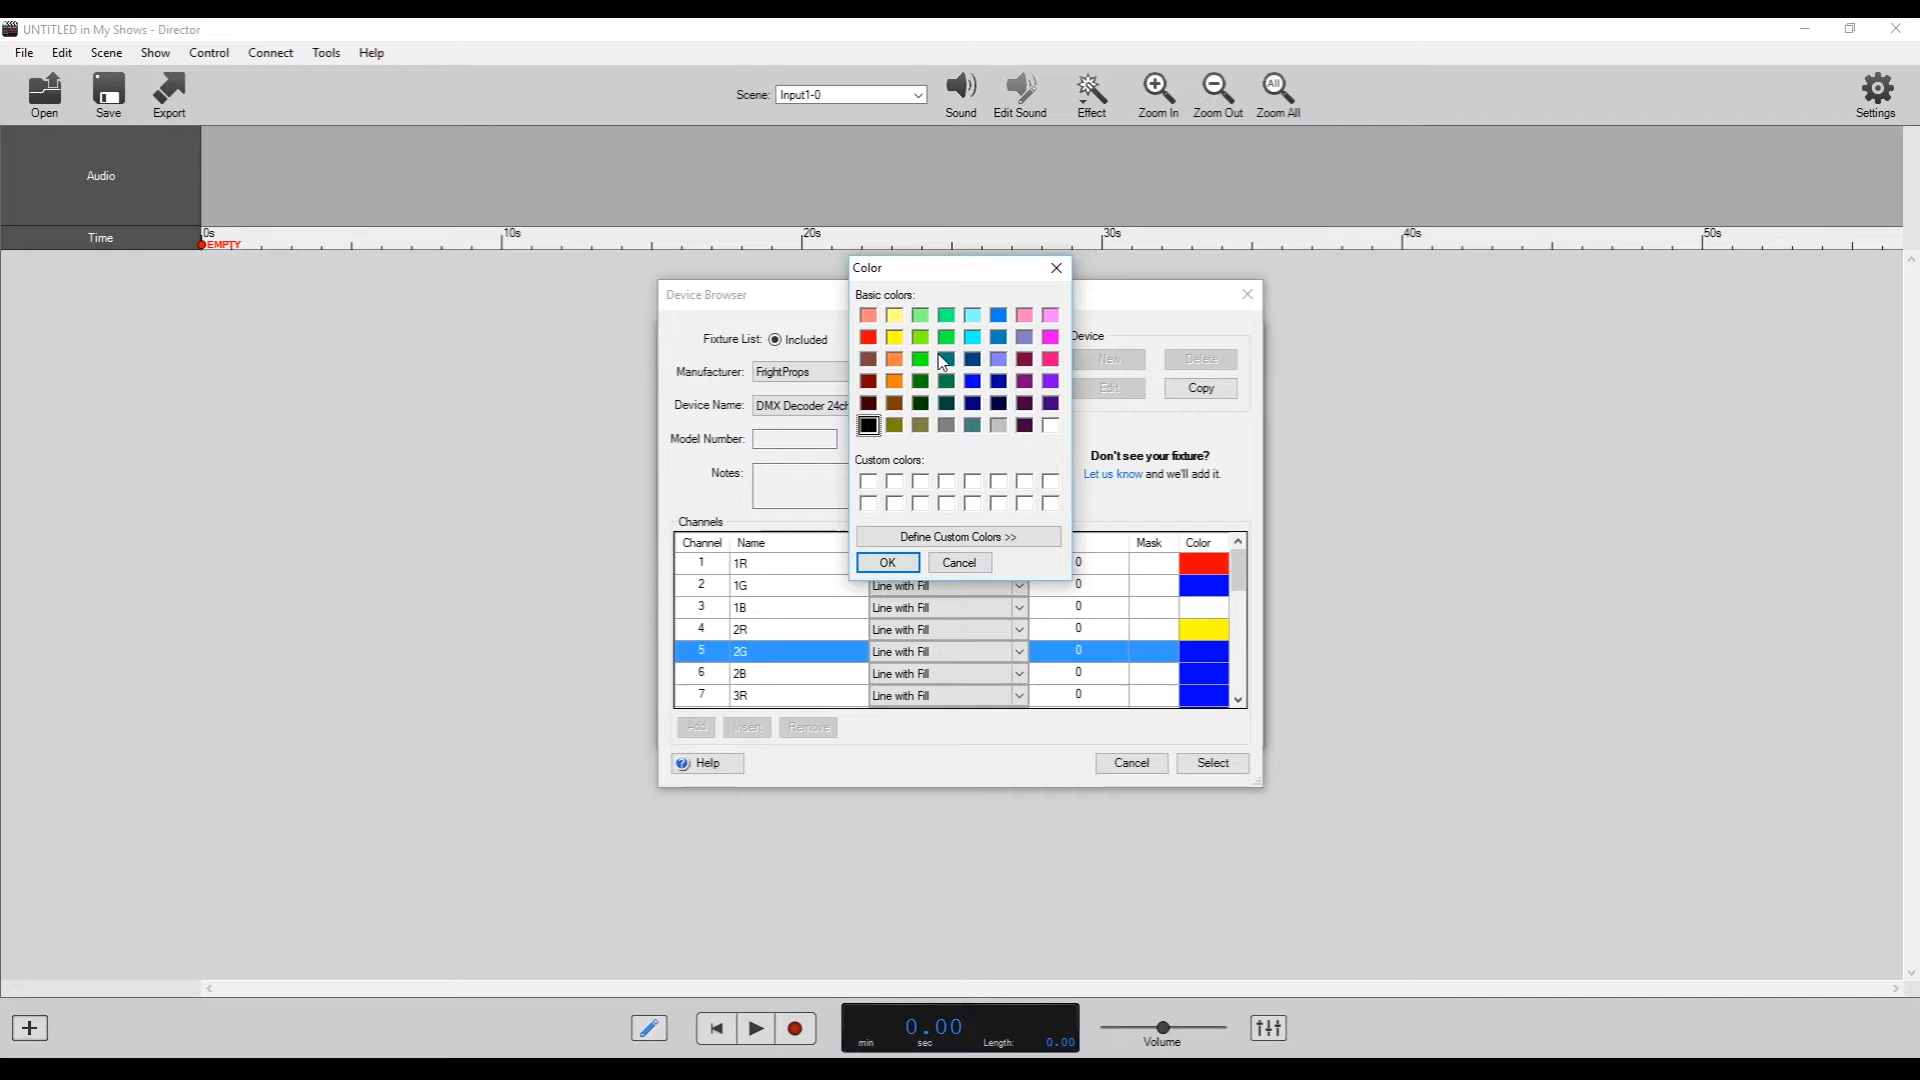 UNTITLED in My Shows - Director
File Edit Scene Show Control Connect Tools Help
Open Save Export Scene: Input1-0 Sound Edit Sound Effect Zoom In Zoom Out All Zoom All Settings
Audio
Time 0s 10s 20s 30s 40s 50s
EMPTY
Color
Basic colors:
Custom colors:
Define Custom Colors >>
OK Cancel
Device Browser
Fixture List: Included
Device
Manufacturer: FrightProps
New Delete
Device Name: DMX Decoder 24ch
Edit Copy
Model Number:
Notes:
Don't see your fixture?
Let us know and we'll add it.
Channels
Channel Name Mask Color
1 1R 0
2 1G Line with Fill 0
3 1B Line with Fill 0
4 2R Line with Fill 0
5 2G Line with Fill 0
6 2B Line with Fill 0
7 3R Line with Fill 0
Add Insert Remove
? Help Cancel Select
0.00
min sec Length: 0.00
Volume